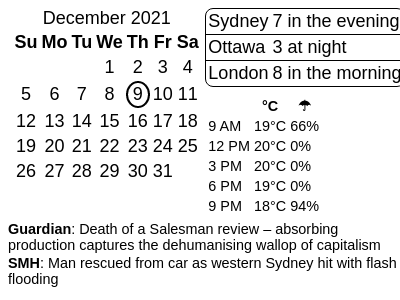 December 2021
Su Mo Tu We Th Fr Sa
1 2 3 4
5 6 7 8 9 10 11
12 13 14 15 16 17 18
19 20 21 22 23 24 25
26 27 28 29 30 31
Sydney 7 in the evening
Ottawa 3 at night
London 8 in the morning
°C ☂
9 AM 19°C 66%
12 PM 20°C 0%
3 PM 20°C 0%
6 PM 19°C 0%
9 PM 18°C 94%
Guardian: Death of a Salesman review – absorbing
production captures the dehumanising wallop of capitalism
SMH: Man rescued from car as western Sydney hit with flash
flooding